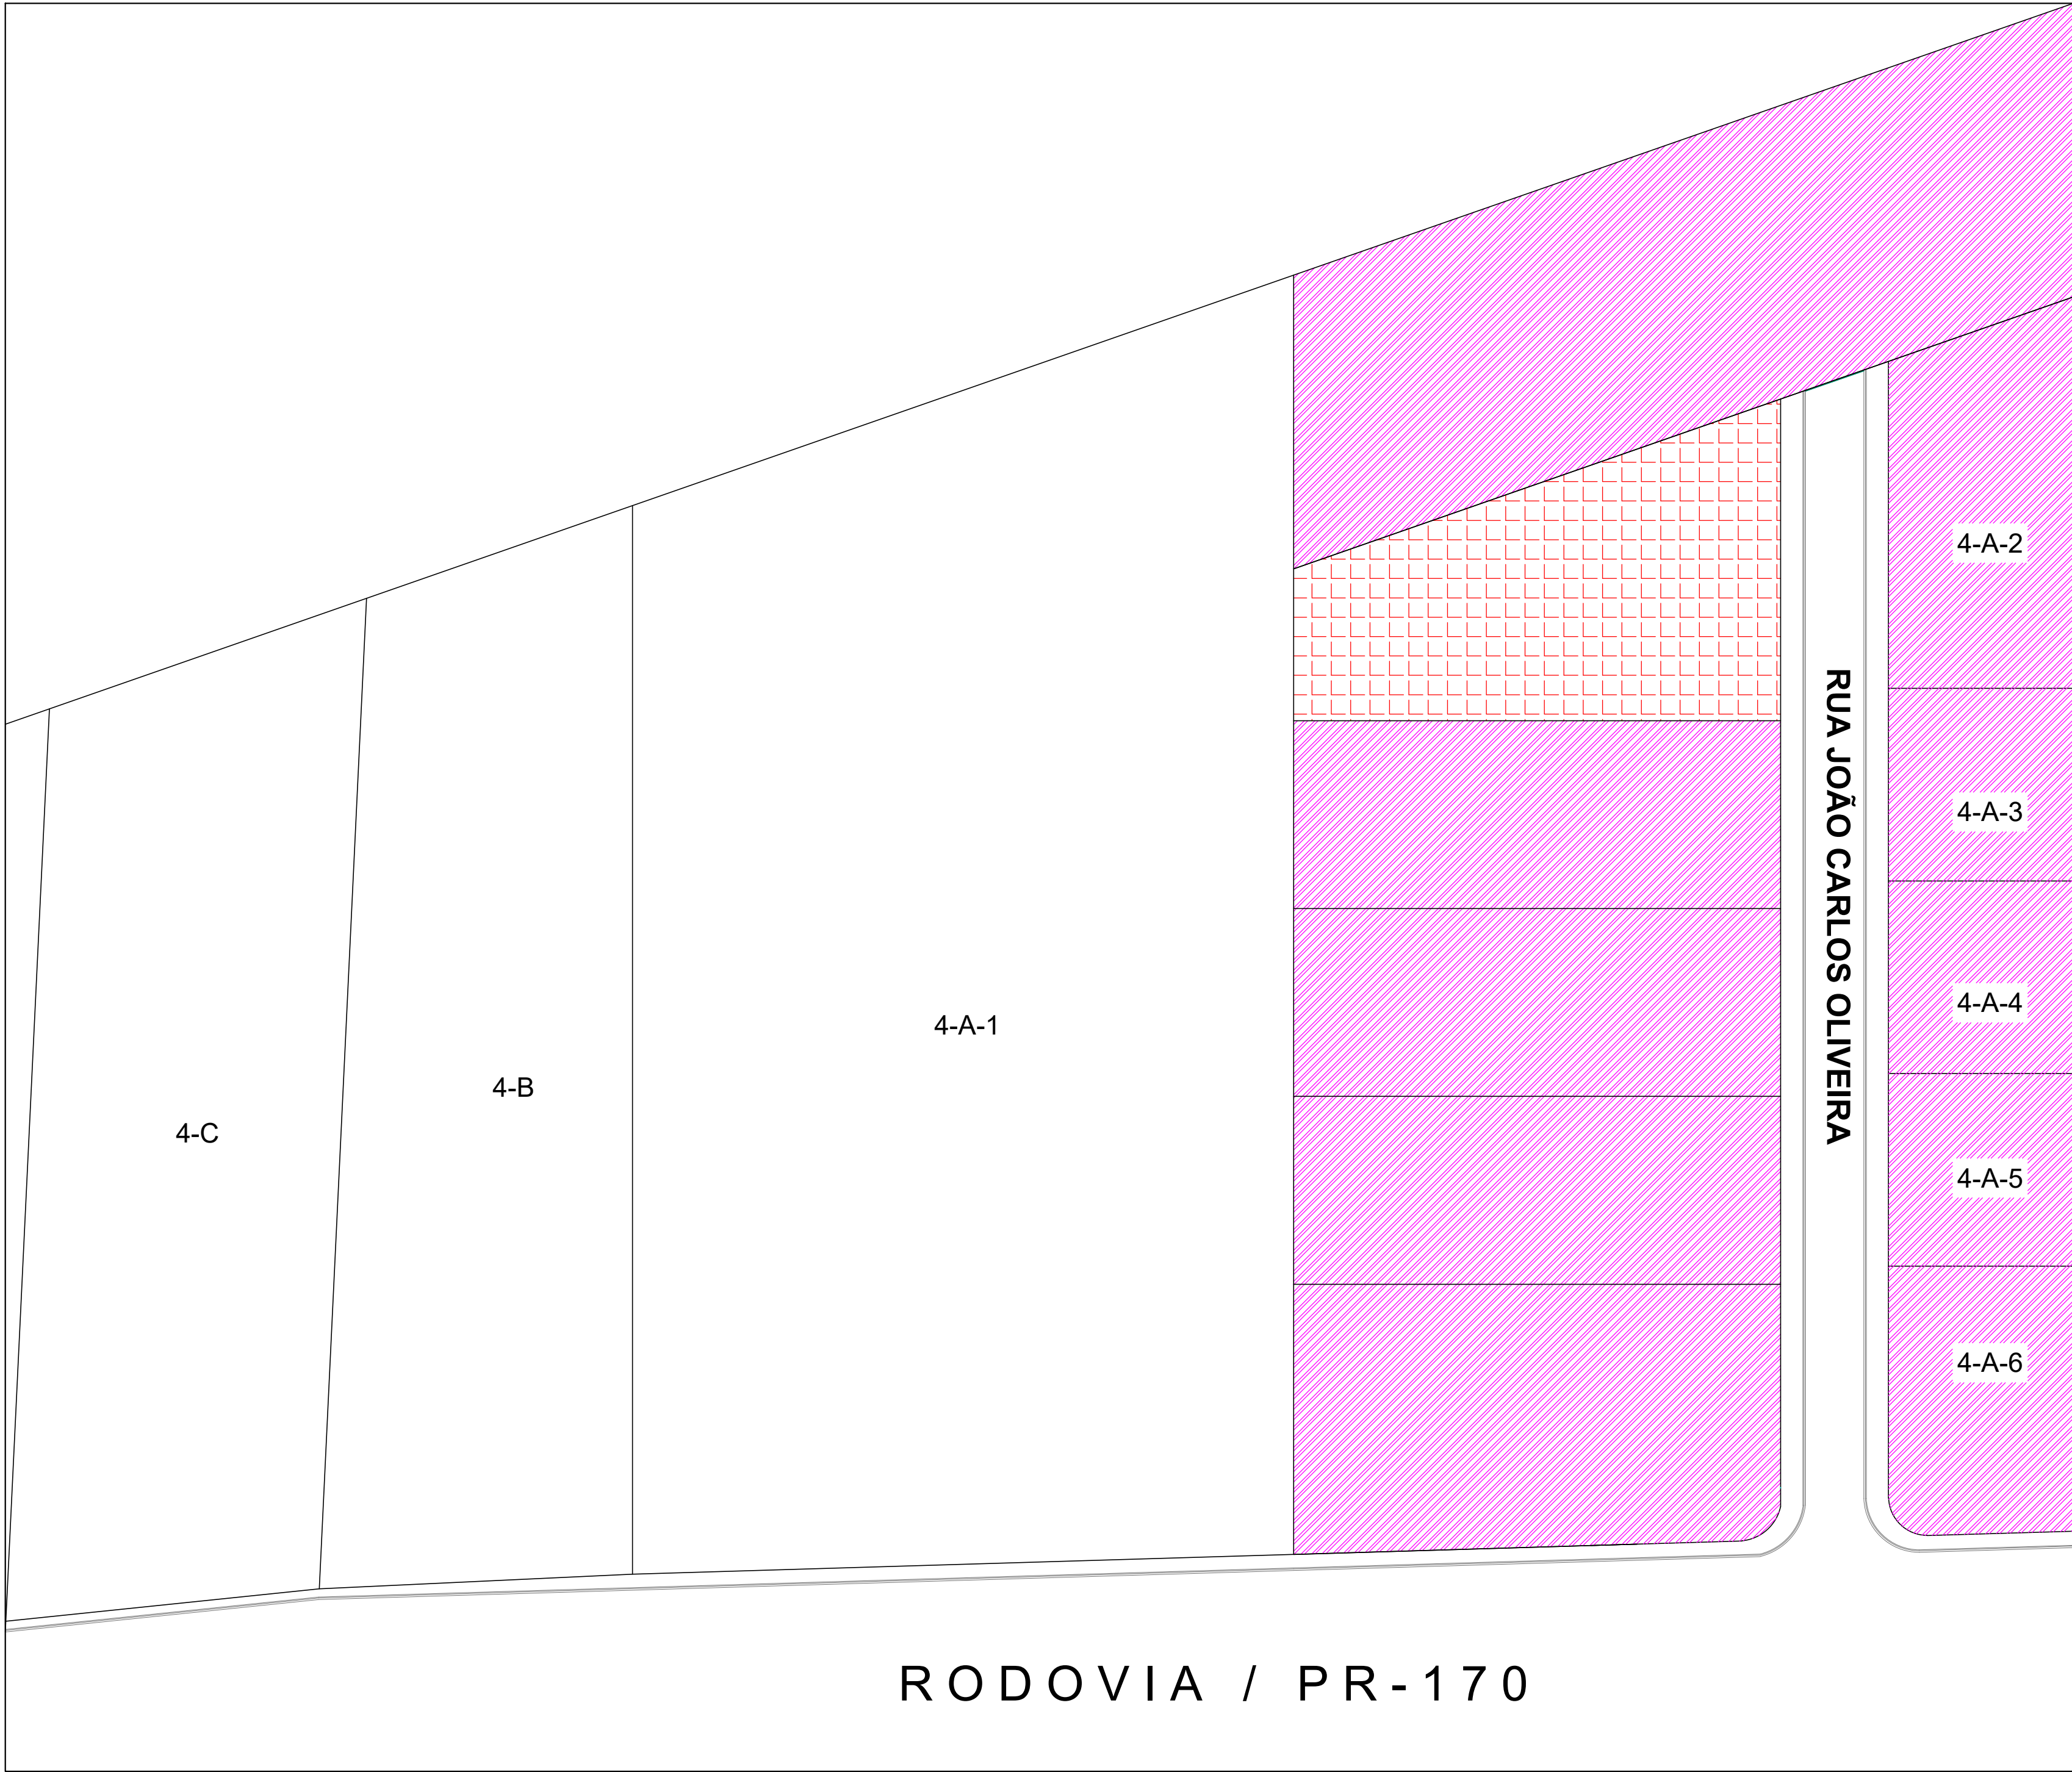 4-A-2
RUA JOÃO CARLOS OLIVEIRA
4-A-3
4-A-4
4-A-1
4-B
4-C
4-A-5
4-A-6
RODOVIA / PR-170